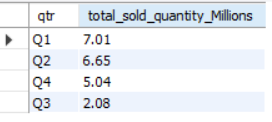 qtr total_sold_quantity_Millions
Q1 7.01
Q2 6.65
Q4 5.04
Q3 2.08